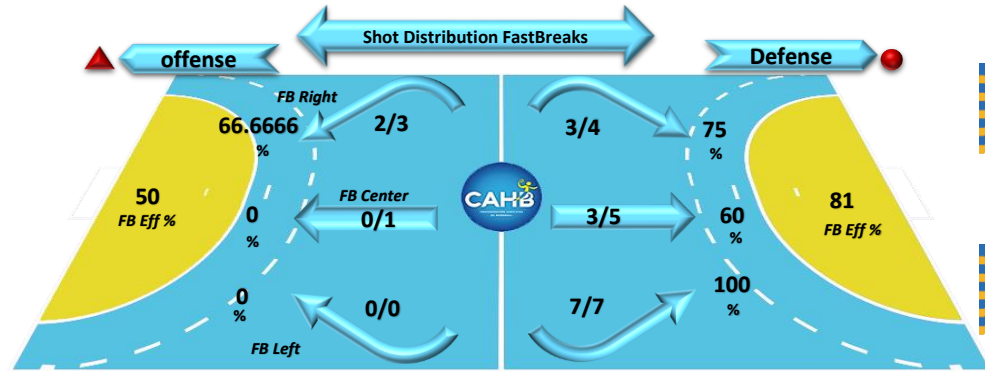 Shot Distribution FastBreaks
offense
Defense
FB Right
66.6666
%
2/3
3/4
75
%
50
FB Eff %
FB Center
0
%
0/1
CAHB
3/5
60
%
81
FB Eff %
0
%
0/0
7/7
100
%
FB Left